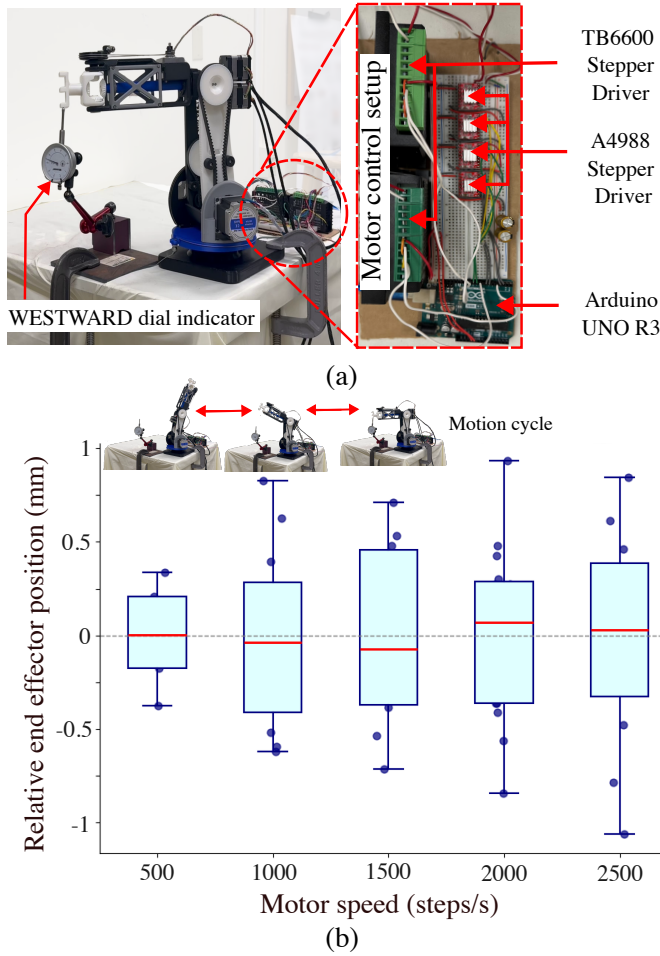 TB6600
Stepper
Driver
A4988
Stepper
Driver
Motor control setup
Arduino
UNO R3
WESTWARD dial indicator
(a)
Motion cycle
Relative end effector position (mm)
1
0.5
0
-0.5
-1
500
1000
1500
2000
2500
Motor speed (steps/s)
(b)